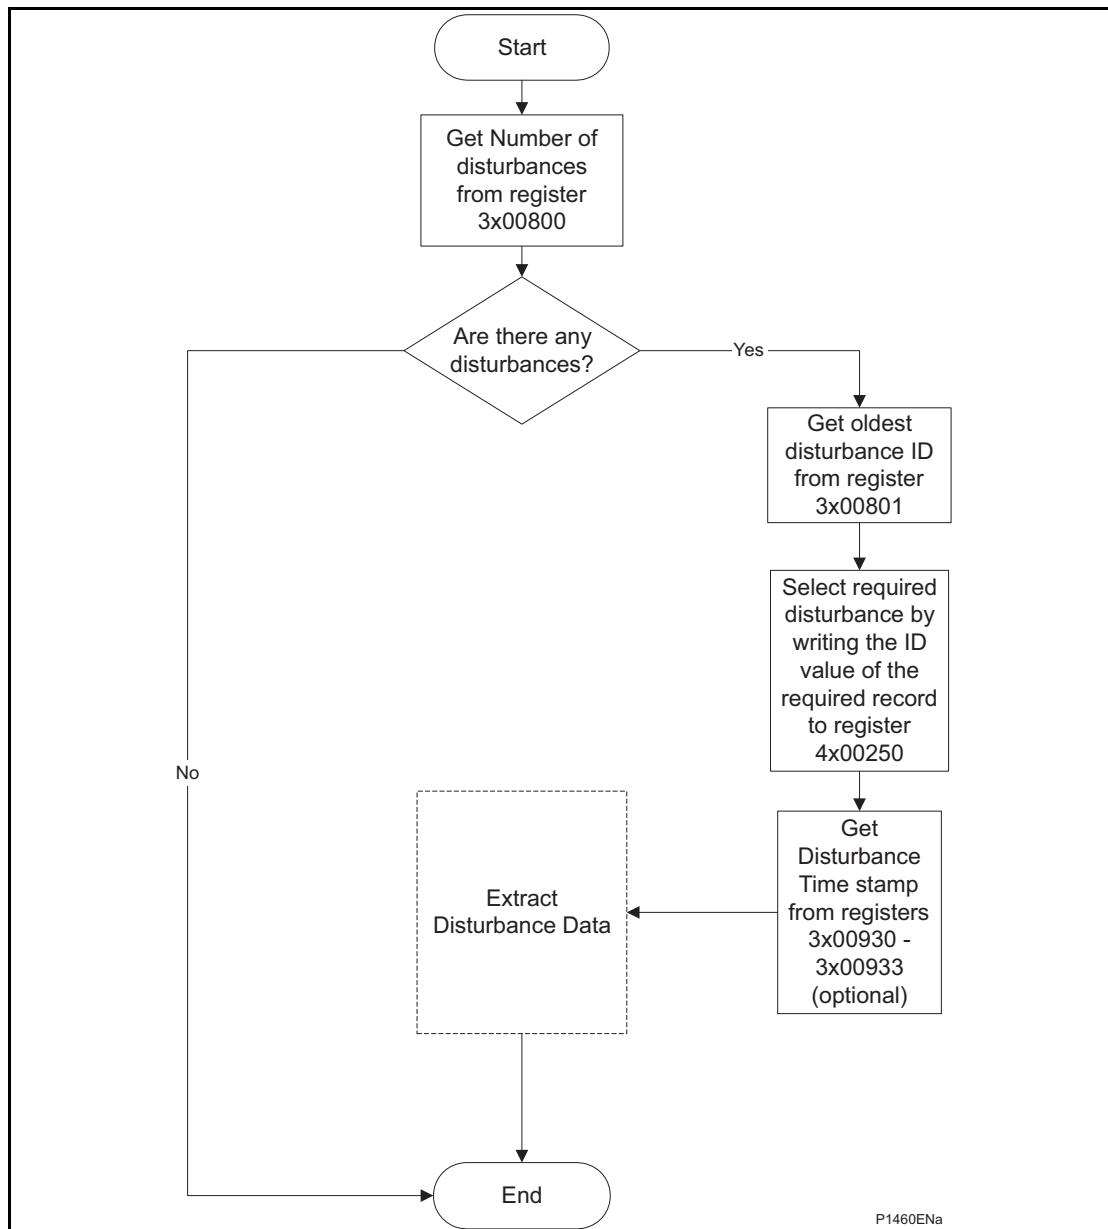 Start
Get Number of
disturbances
from register
3x00800
Are there any
disturbances?
Yes
Get oldest
disturbance ID
from register
3x00801
Select required
disturbance by
writing the ID
value of the
required record
to register
4x00250
No
Get
Disturbance
Time stamp
from registers
3x00930 -
3x00933
(optional)
Extract
Disturbance Data
End
P1460ENa